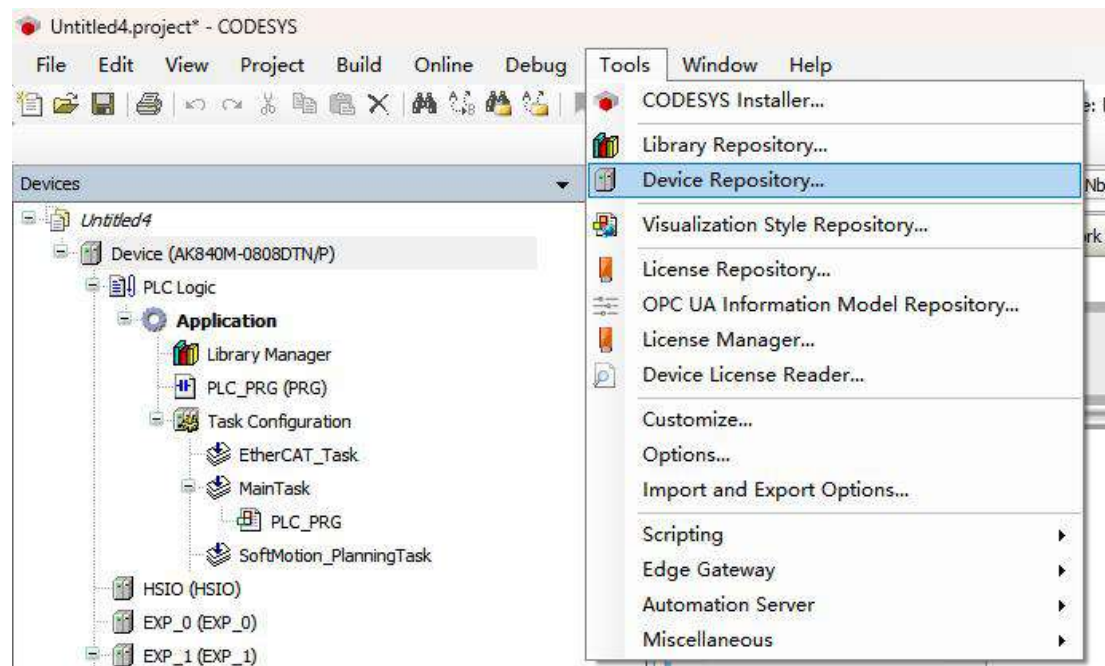 Untitled4.project* - CODESYS
File Edit View Project Build Online Debug Tools Window Help
CODESYS Installer...
Library Repository...
Device Repository...
Visualization Style Repository...
License Repository...
OPC UA Information Model Repository...
License Manager...
Device License Reader...
Customize...
Options...
Import and Export Options...
Scripting
Edge Gateway
Automation Server
Miscellaneous
Devices
Untitled4
Device (AK840M-0808DTN/P)
PLC Logic
Application
Library Manager
PLC_PRG (PRG)
Task Configuration
EtherCAT_Task
MainTask
PLC_PRG
SoftMotion_PlanningTask
HSIO (HSIO)
EXP_0 (EXP_0)
EXP_1 (EXP_1)